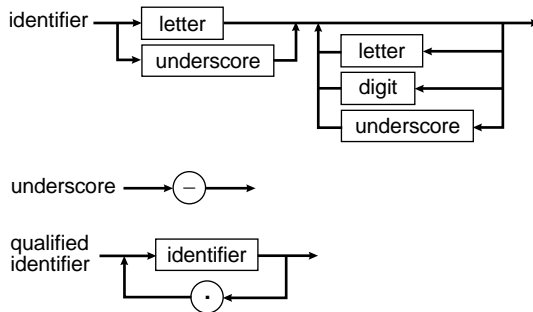 identifier
letter
underscore
letter
digit
underscore
underscore
_
qualified
identifier
identifier
.